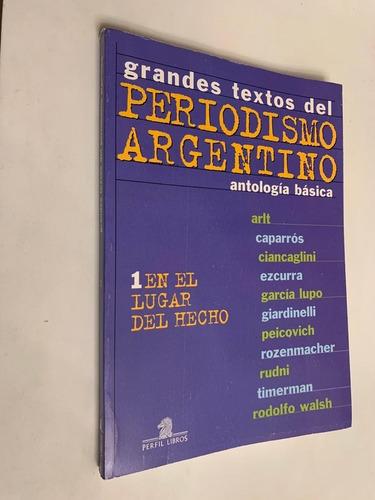 grandes textos del
PERIODISMO
ARGENTINO
antología básica
arlt
caparrós
ciancaglini
ezcurra
garcía lupo
giardinelli
peicovich
rozenmacher
rudni
timerman
rodolfo walsh
1 EN EL
LUGAR
DEL HECHO
PERFIL LIBROS